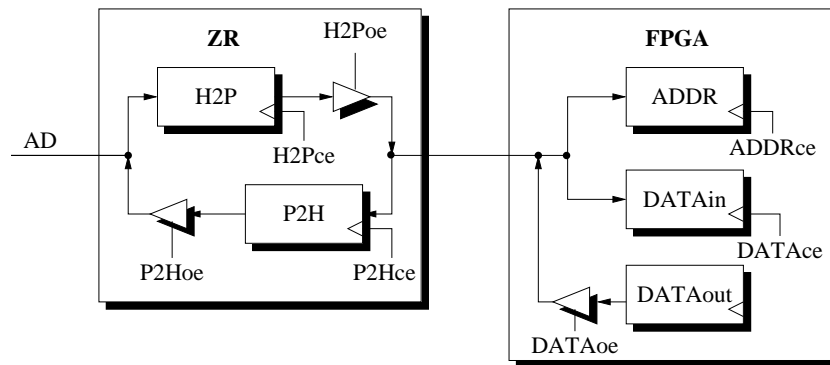 ZR
H2Poe
FPGA
H2P
ADDR
AD
H2Pce
ADDRce
P2H
DATAin
P2Hoe
P2Hce
DATAce
DATAout
DATAoe